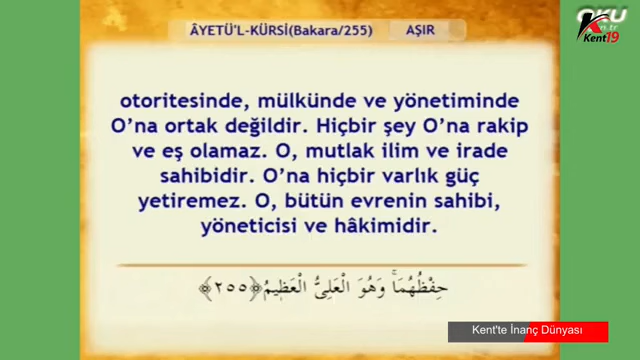 ÂYETÜ'L-KÜRSİ(Bakara/255) AŞIR
OKU
n.tr
Kent19
otoritesinde, mülkünde ve yönetiminde
O'na ortak değildir. Hiçbir şey O'na rakip
ve eş olamaz. O, mutlak ilim ve irade
sahibidir. O'na hiçbir varlık güç
yetiremez. O, bütün evrenin sahibi,
yöneticisi ve hâkimidir.
حِفْظُهُمَاۚ وَهُوَ الْعَلِيُّ الْعَظٖيمُ ﴿٢٥٥﴾
Kent'te İnanç Dünyası